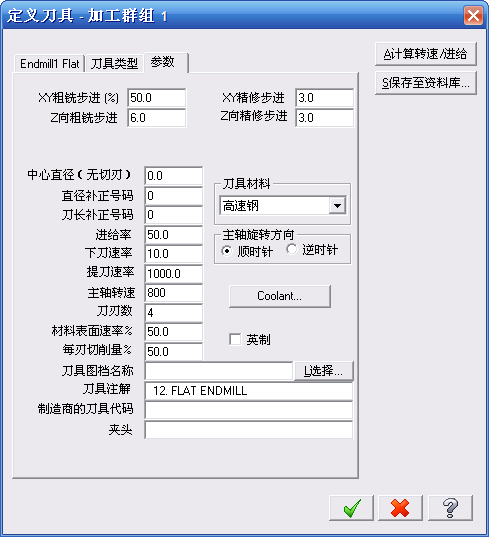 定义刀具 - 加工群组 1
Endmill1 Flat 刀具类型 参数
A计算转速/进给
S保存至资料库...
XY粗铣步进 (%) 50.0 XY精修步进 3.0
Z向粗铣步进 6.0 Z向精修步进 3.0
中心直径（无切刃） 0.0
直径补正号码 0
刀长补正号码 0
进给率 50.0
下刀速率 10.0
提刀速率 1000.0
主轴转速 800
刀刃数 4
材料表面速率% 50.0
每刃切削量% 50.0
刀具材料
高速钢
主轴旋转方向
顺时针 逆时针
Coolant...
英制
刀具图档名称 L选择...
刀具注解 12. FLAT ENDMILL
制造商的刀具代码
夹头